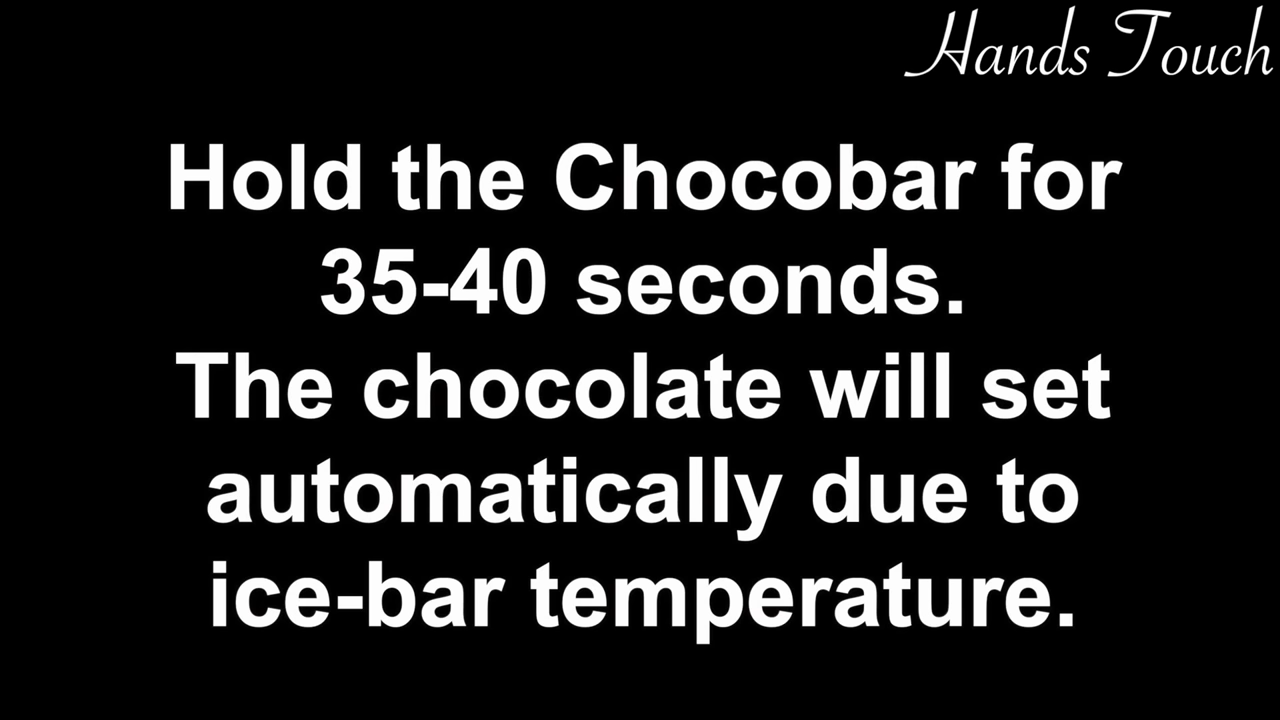 Hands Touch
Hold the Chocobar for
35-40 seconds.
The chocolate will set
automatically due to
ice-bar temperature.